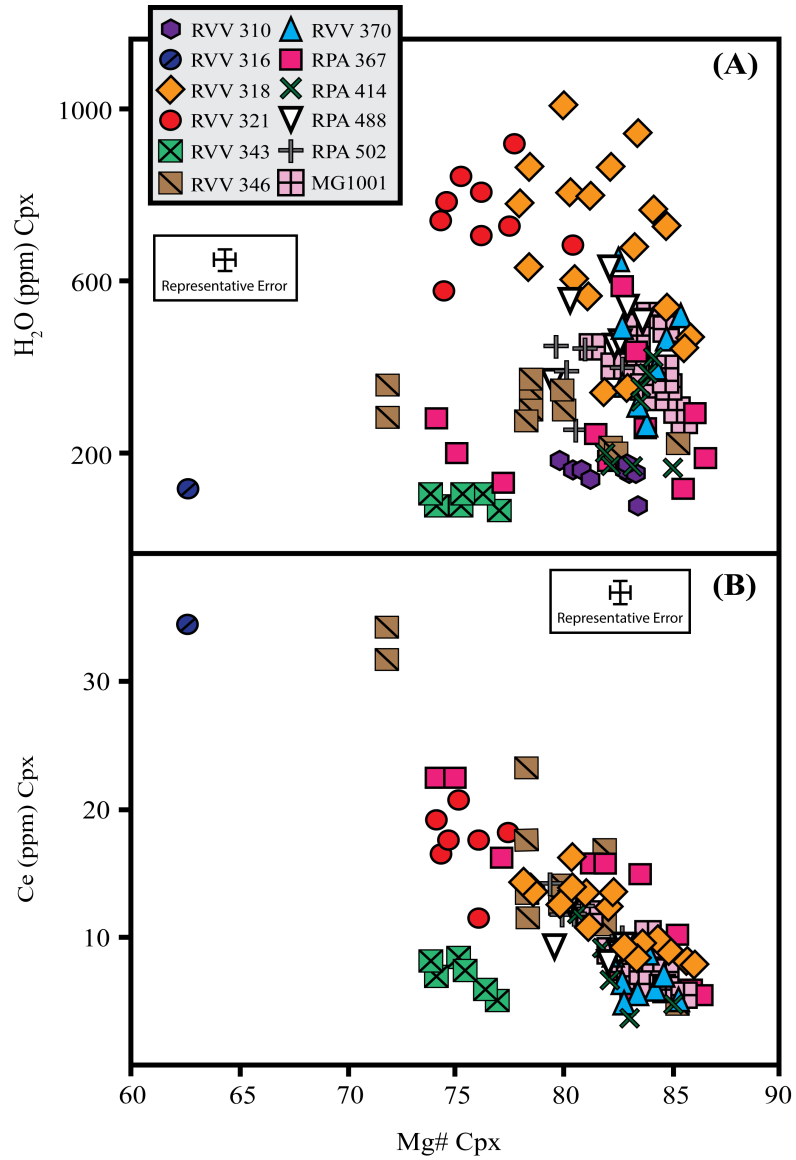 RVV 310 RVV 370
RVV 316 RPA 367
RVV 318 RPA 414
RVV 321 RPA 488
RVV 343 RPA 502
RVV 346 MG1001
(A)
1000
600
200
H2O (ppm) Cpx
Representative Error
(B)
Representative Error
30
20
10
Ce (ppm) Cpx
60 65 70 75 80 85 90
Mg# Cpx